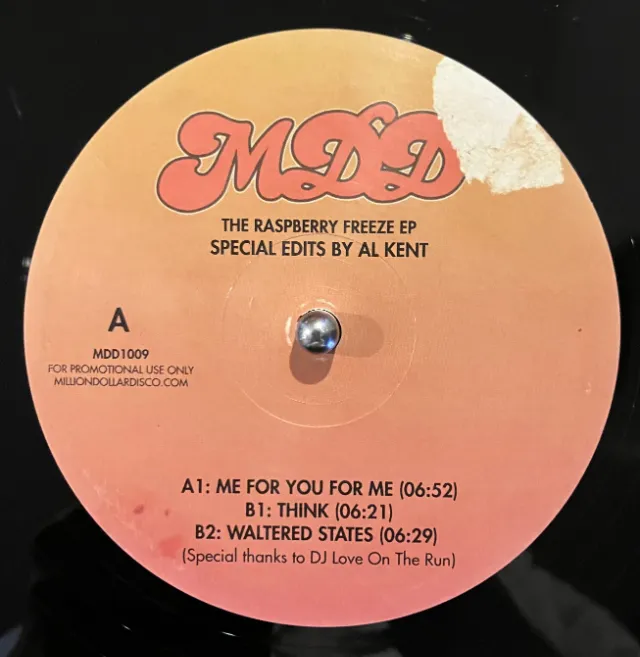 MDD
THE RASPBERRY FREEZE EP
SPECIAL EDITS BY AL KENT
A
MDD1009
FOR PROMOTIONAL USE ONLY
MILLIONDOLLARDISCO.COM
A1: ME FOR YOU FOR ME (06:52)
B1: THINK (06:21)
B2: WALTERED STATES (06:29)
(Special thanks to DJ Love On The Run)